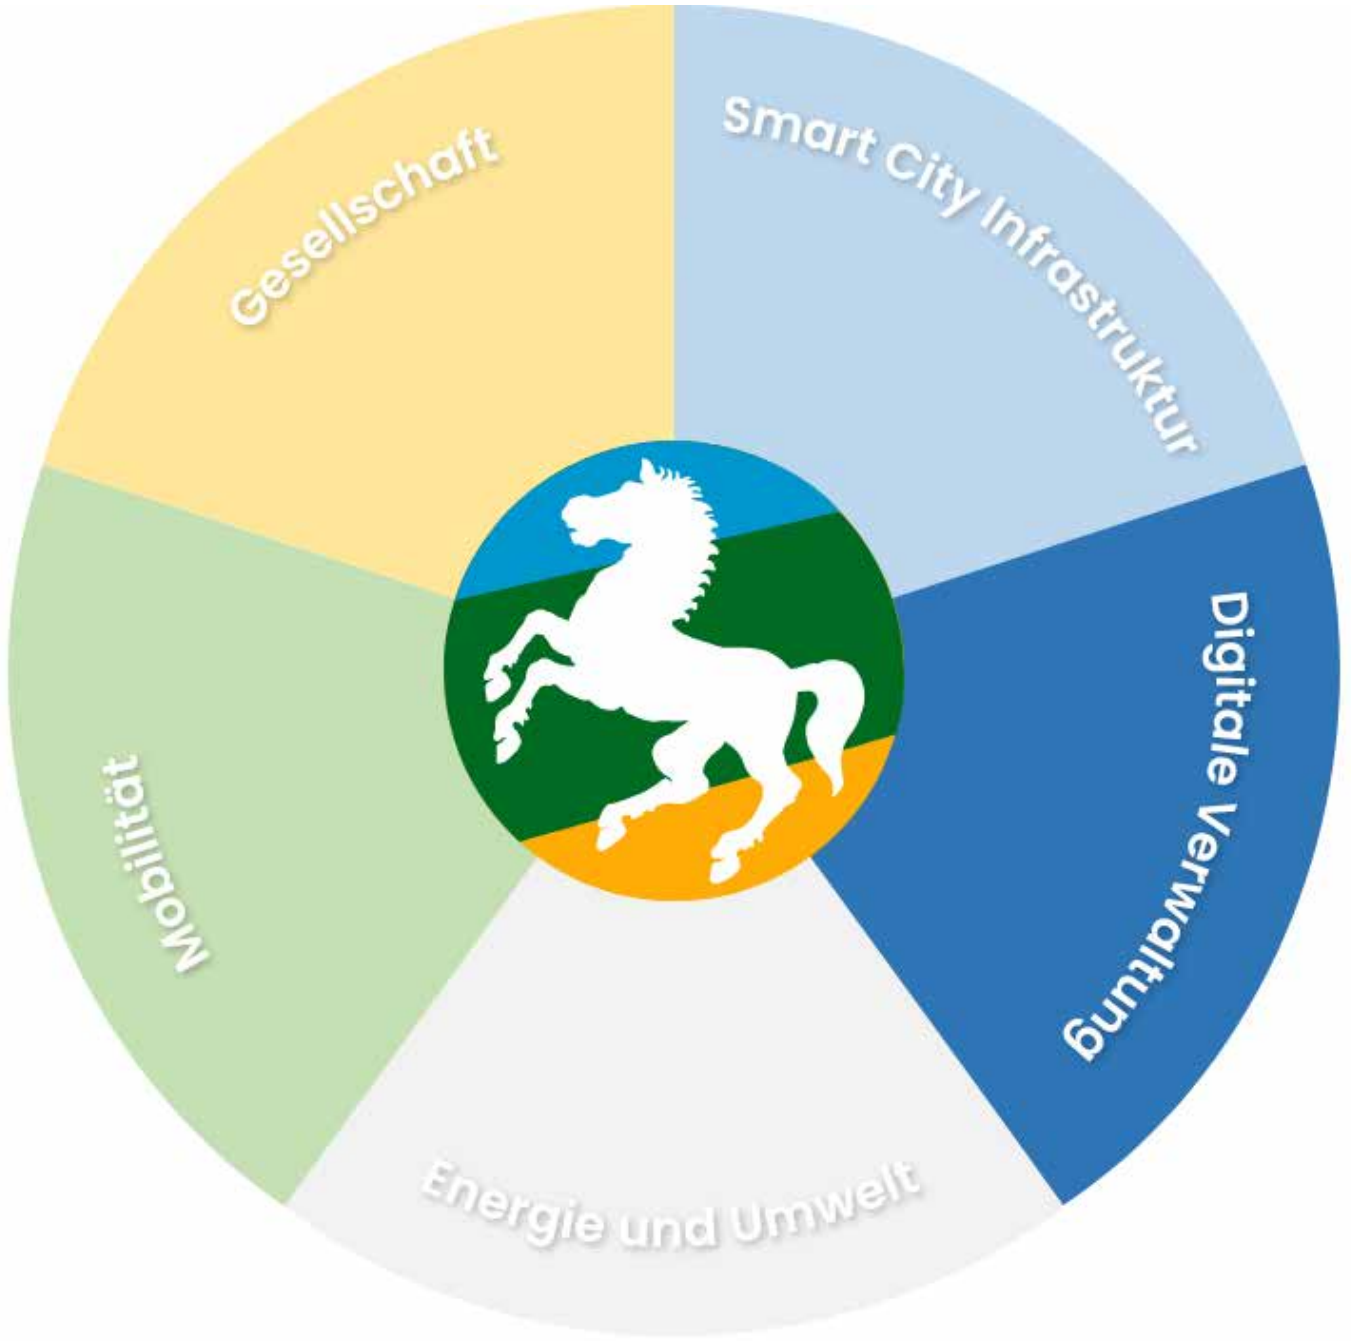 Smart City Infrastruktur
Digitale Verwaltung
Energie und Umwelt
Mobilität
Gesellschaft